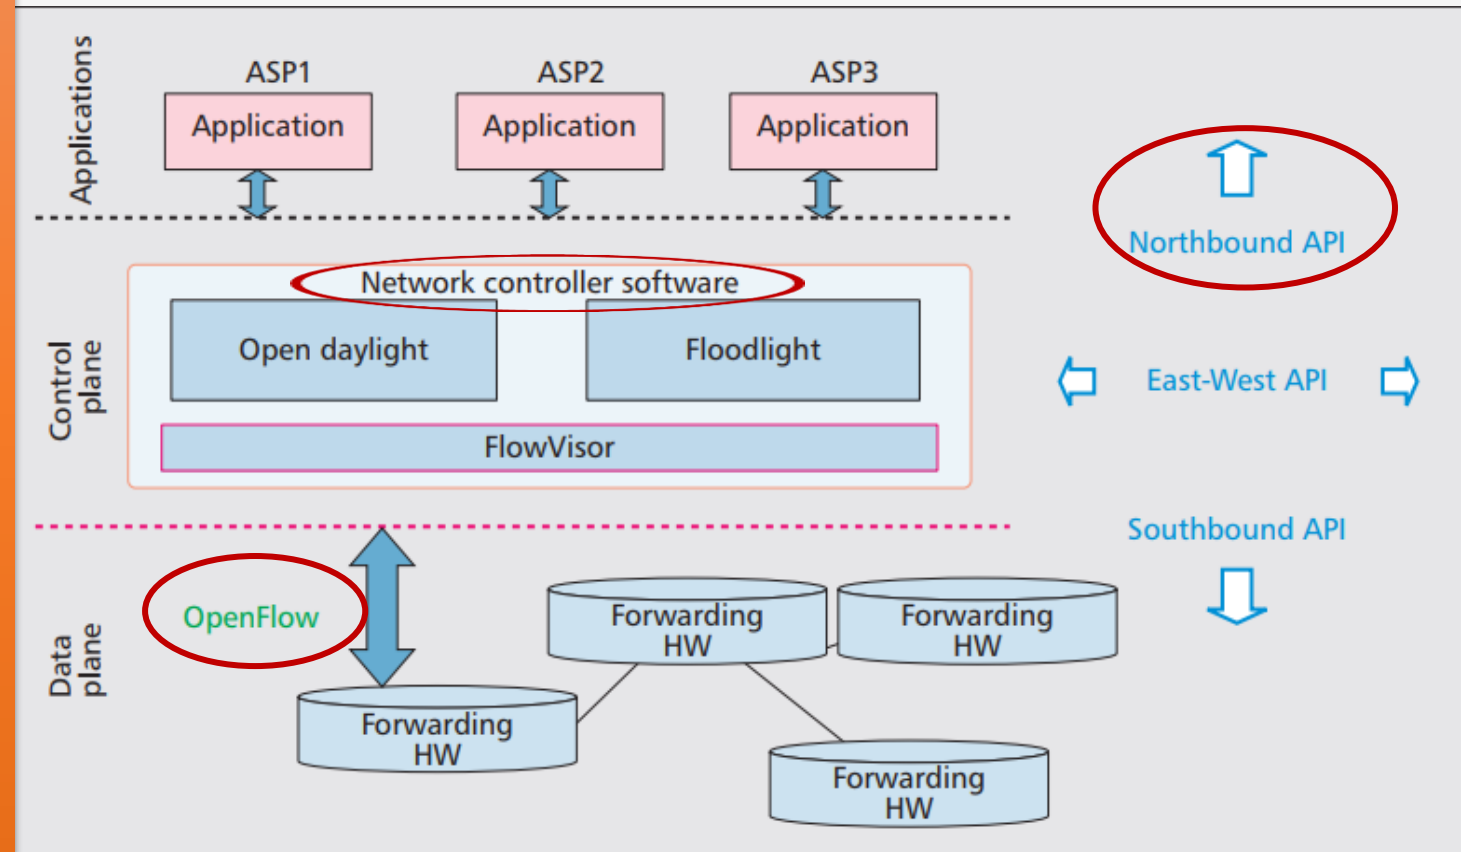 Applications
ASP1
ASP2
ASP3
Application
Application
Application
Northbound API
Control
plane
Network controller software
Open daylight
Floodlight
FlowVisor
East-West API
Southbound API
Data
plane
OpenFlow
Forwarding
HW
Forwarding
HW
Forwarding
HW
Forwarding
HW